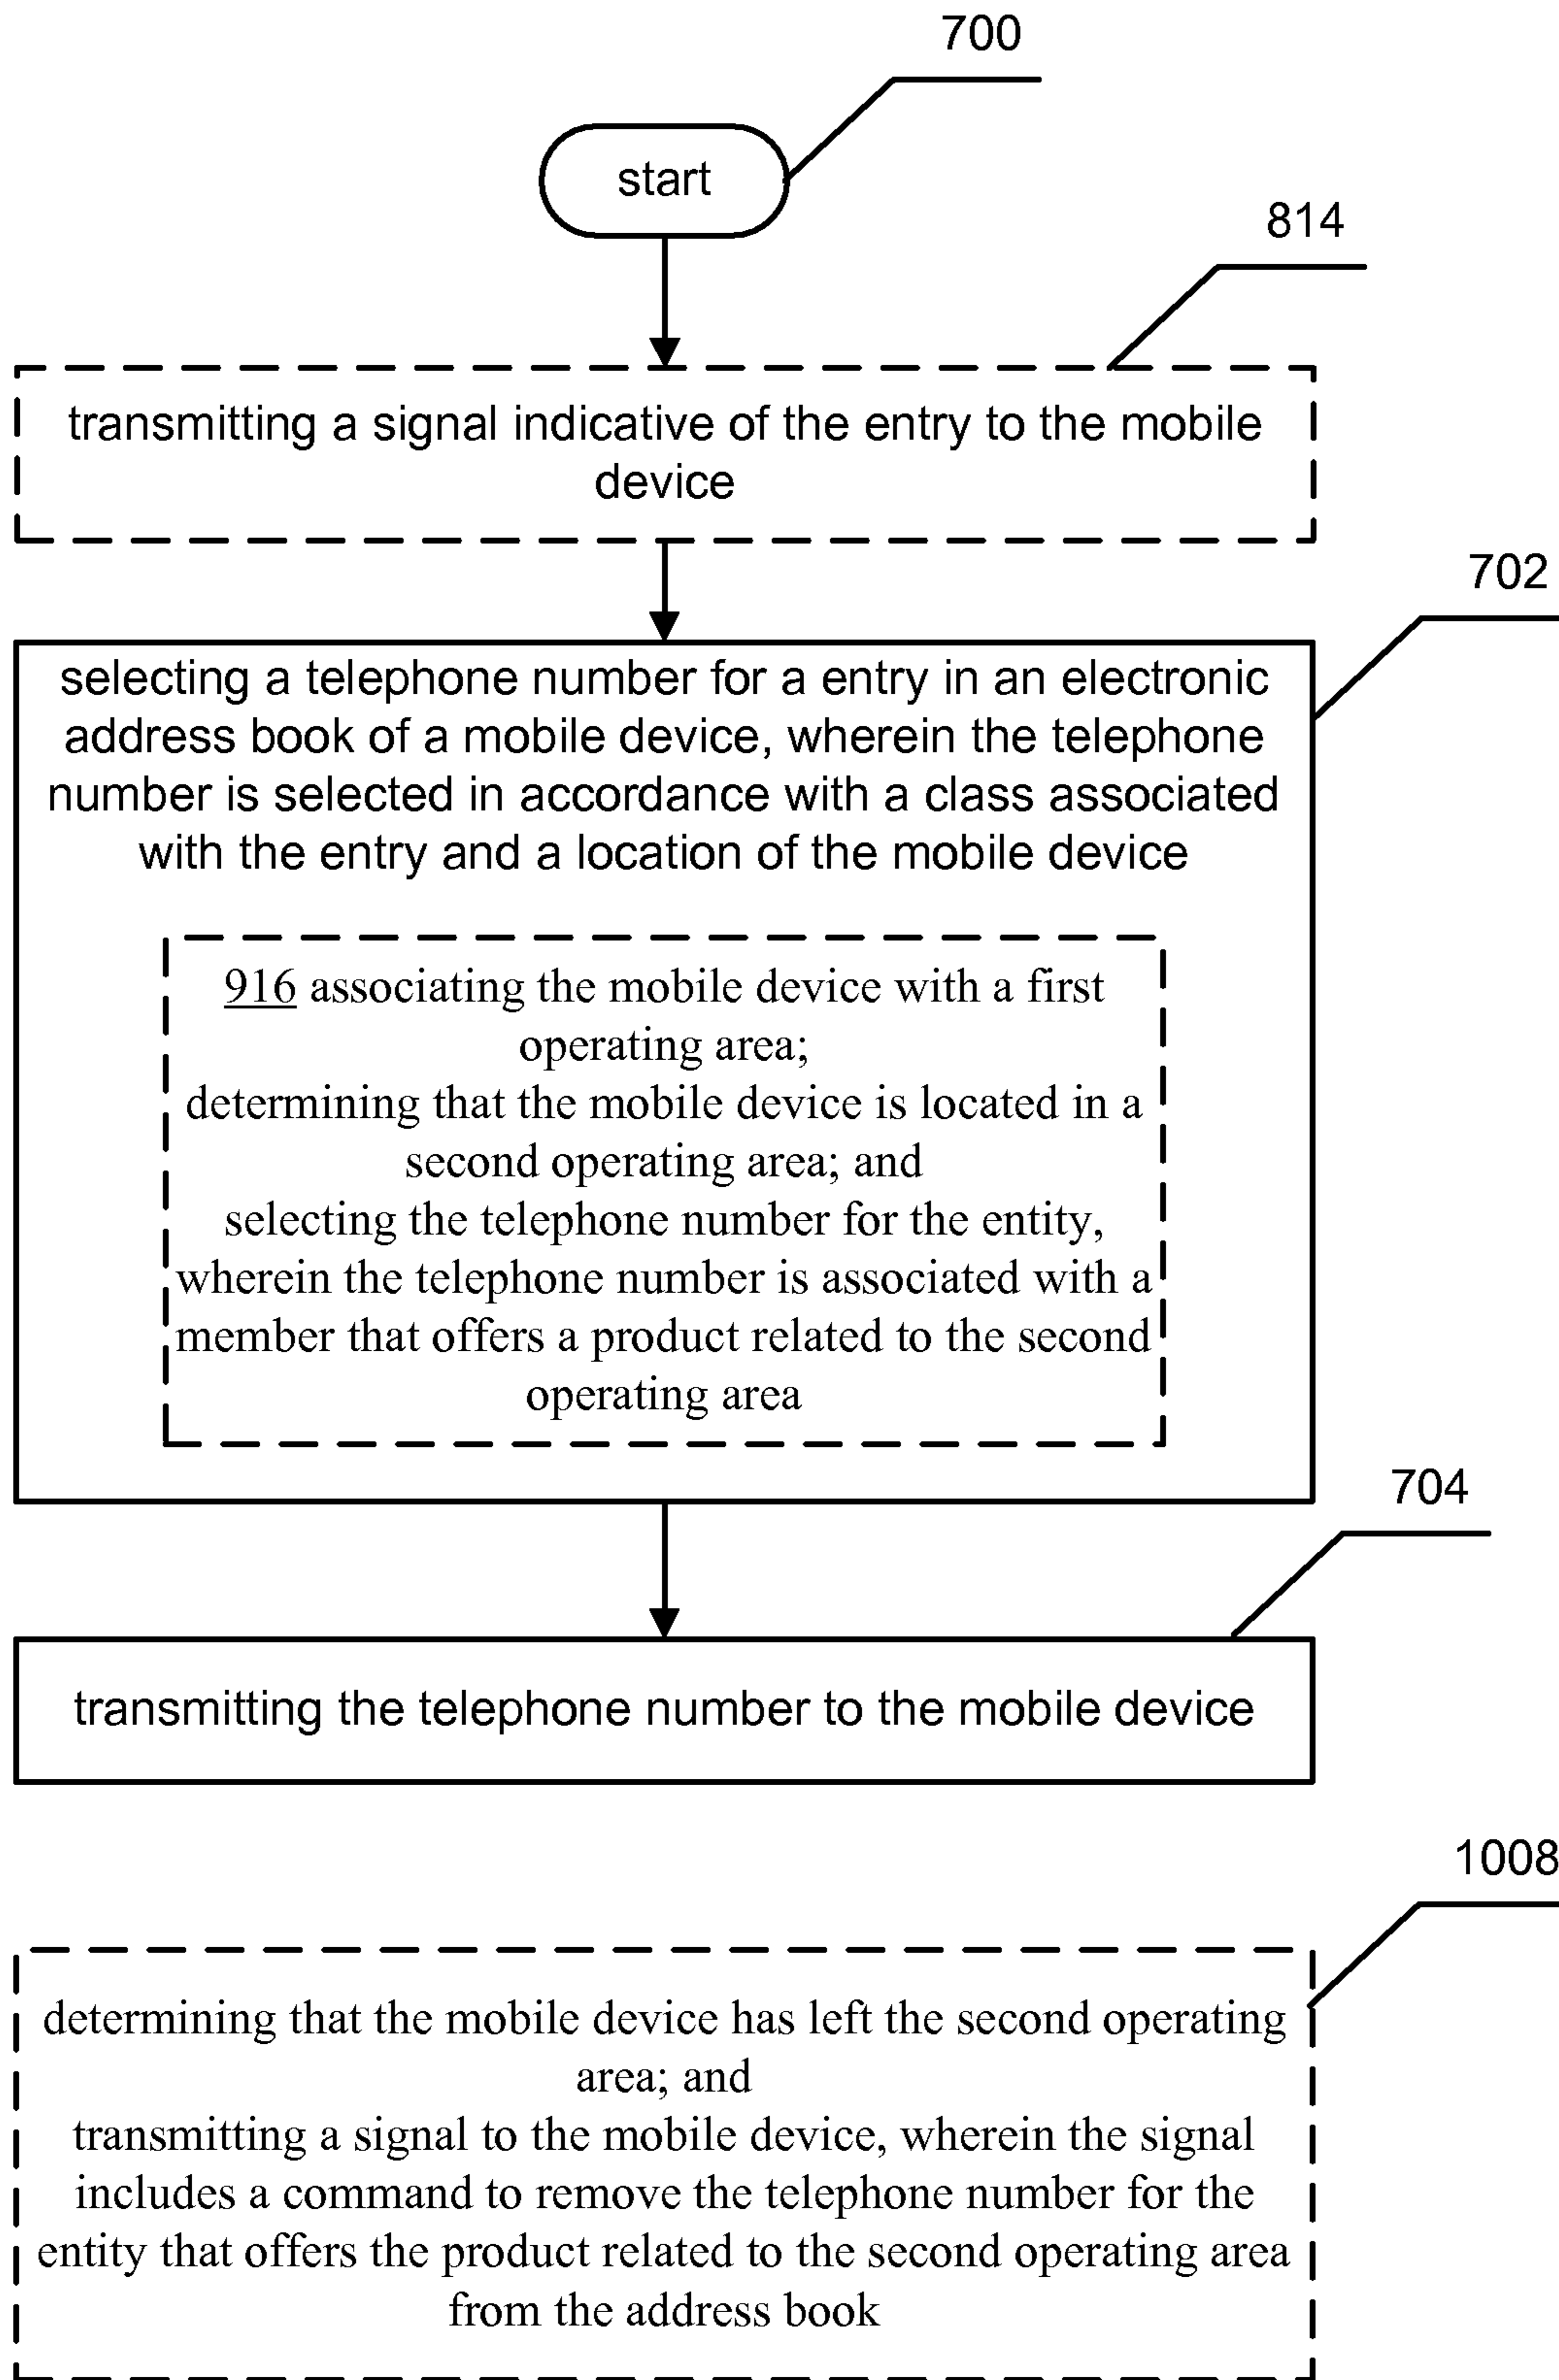 700
start
814
transmitting a signal indicative of the entry to the mobile
device
702
selecting a telephone number for a entry in an electronic
address book of a mobile device, wherein the telephone
number is selected in accordance with a class associated
with the entry and a location of the mobile device
916 associating the mobile device with a first
operating area;
determining that the mobile device is located in a
second operating area; and
selecting the telephone number for the entity,
wherein the telephone number is associated with a
member that offers a product related to the second
operating area
704
transmitting the telephone number to the mobile device
1008
determining that the mobile device has left the second operating
area; and
transmitting a signal to the mobile device, wherein the signal
includes a command to remove the telephone number for the
entity that offers the product related to the second operating area
from the address book